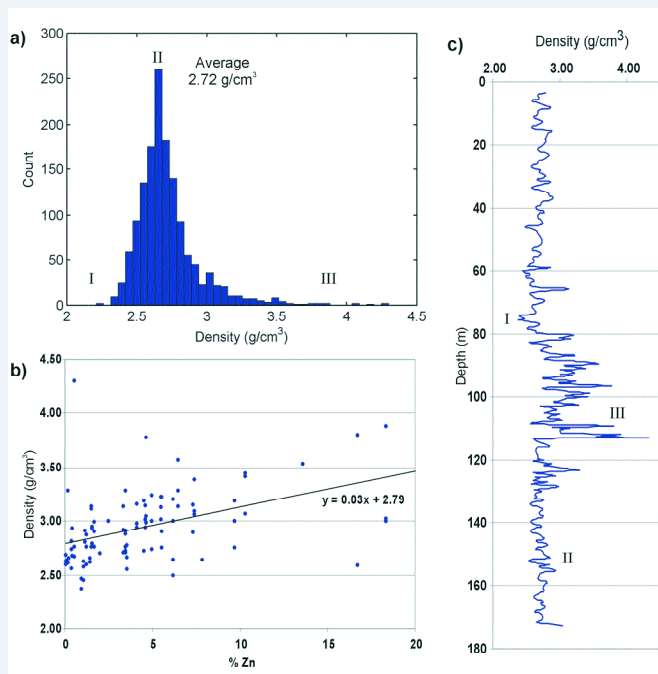 a)
II
Average
2.72 g/cm³
300
250
200
150
100
50
0
Count
I
III
2
2.5
3
3.5
4
4.5
Density (g/cm³)
b)
4.50
4.00
3.50
3.00
2.50
2.00
Density (g/cm³)
y = 0.03x + 2.79
0
5
10
15
20
% Zn
c)
Density (g/cm³)
2.00 3.00 4.00
0
20
40
60
80
100
120
140
160
180
Depth (m)
I
III
II